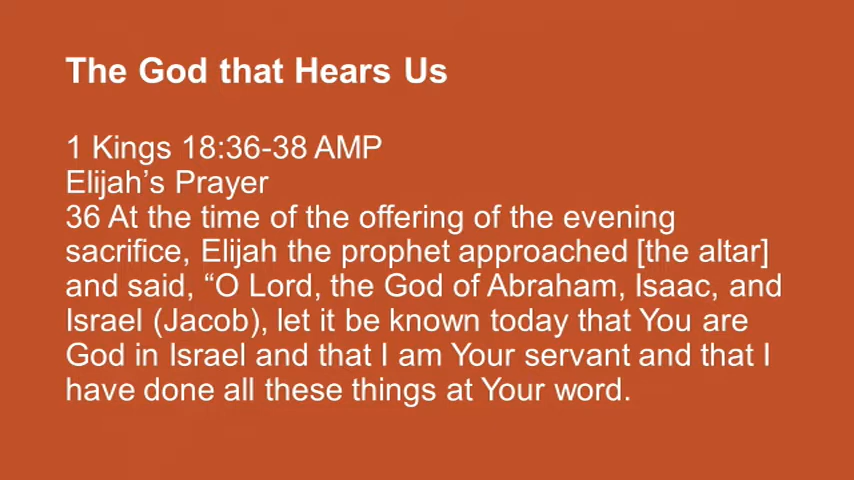 The God that Hears Us
1 Kings 18:36-38 AMP
Elijah’s Prayer
36 At the time of the offering of the evening
sacrifice, Elijah the prophet approached [the altar]
and said, “O Lord, the God of Abraham, Isaac, and
Israel (Jacob), let it be known today that You are
God in Israel and that I am Your servant and that I
have done all these things at Your word.